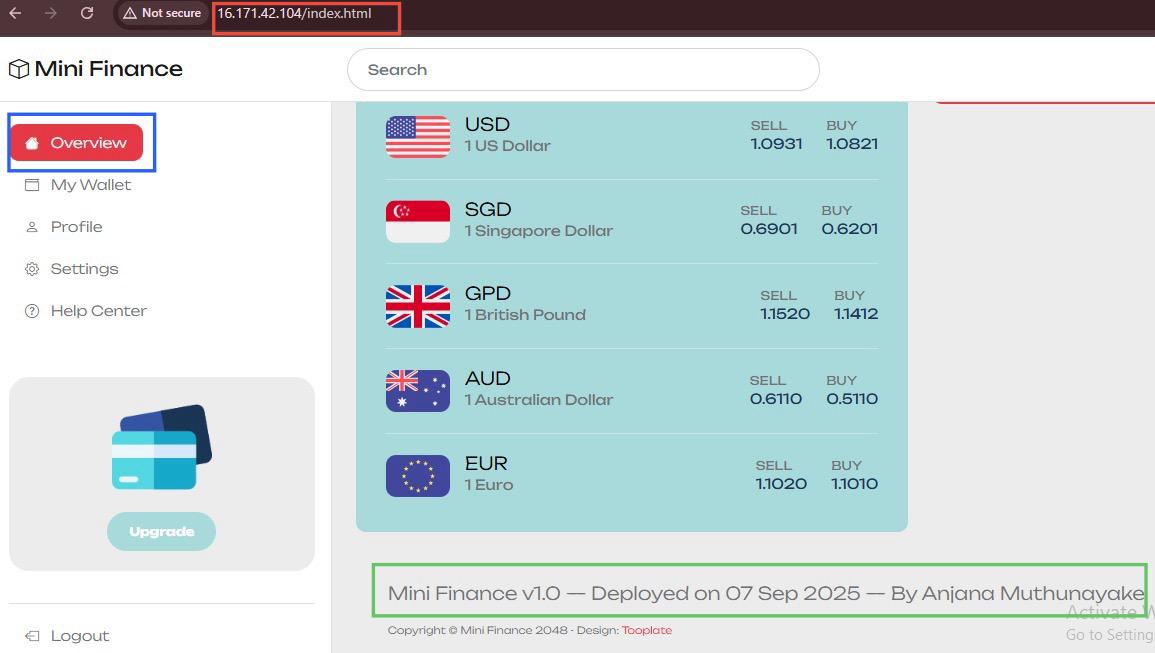 Not secure
16.171.42.104/index.html
Mini Finance
Search
Overview
My Wallet
Profile
Settings
Help Center
Upgrade
Logout
USD
1 US Dollar
SELL
1.0931
BUY
1.0821
SGD
1 Singapore Dollar
SELL
0.6901
BUY
0.6201
GPD
1 British Pound
SELL
1.1520
BUY
1.1412
AUD
1 Australian Dollar
SELL
0.6110
BUY
0.5110
EUR
1 Euro
SELL
1.1020
BUY
1.1010
Mini Finance v1.0 — Deployed on 07 Sep 2025 — By Anjana Muthunayake
Copyright © Mini Finance 2048 - Design: Tooplate
Activate W
Go to Setting